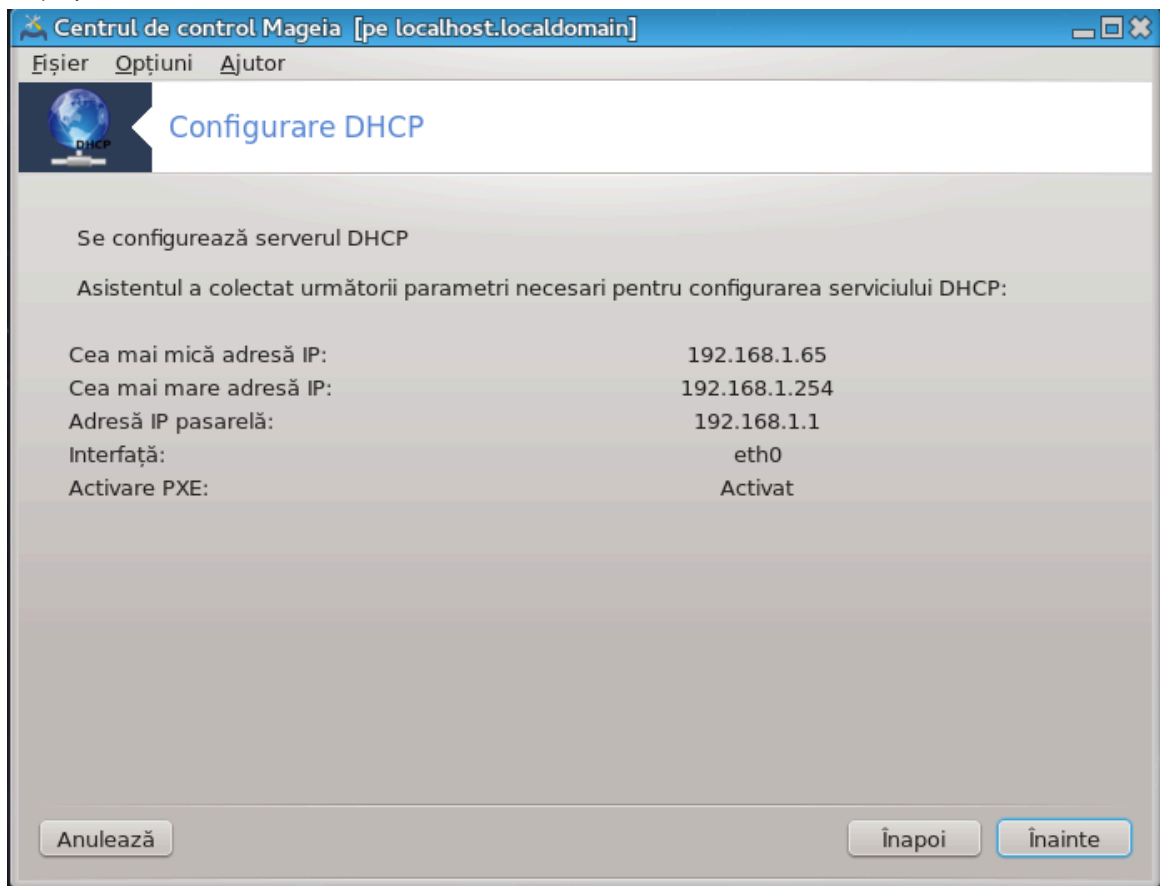 Centrul de control Mageia [pe localhost.localdomain]
Fișier Opțiuni Ajutor
DHCP
Configurare DHCP
Se configurează serverul DHCP
Asistentul a colectat următorii parametri necesari pentru configurarea serviciului DHCP:
Cea mai mică adresă IP: 192.168.1.65
Cea mai mare adresă IP: 192.168.1.254
Adresă IP pasarelă: 192.168.1.1
Interfață: eth0
Activare PXE: Activat
Anulează Înapoi Înainte